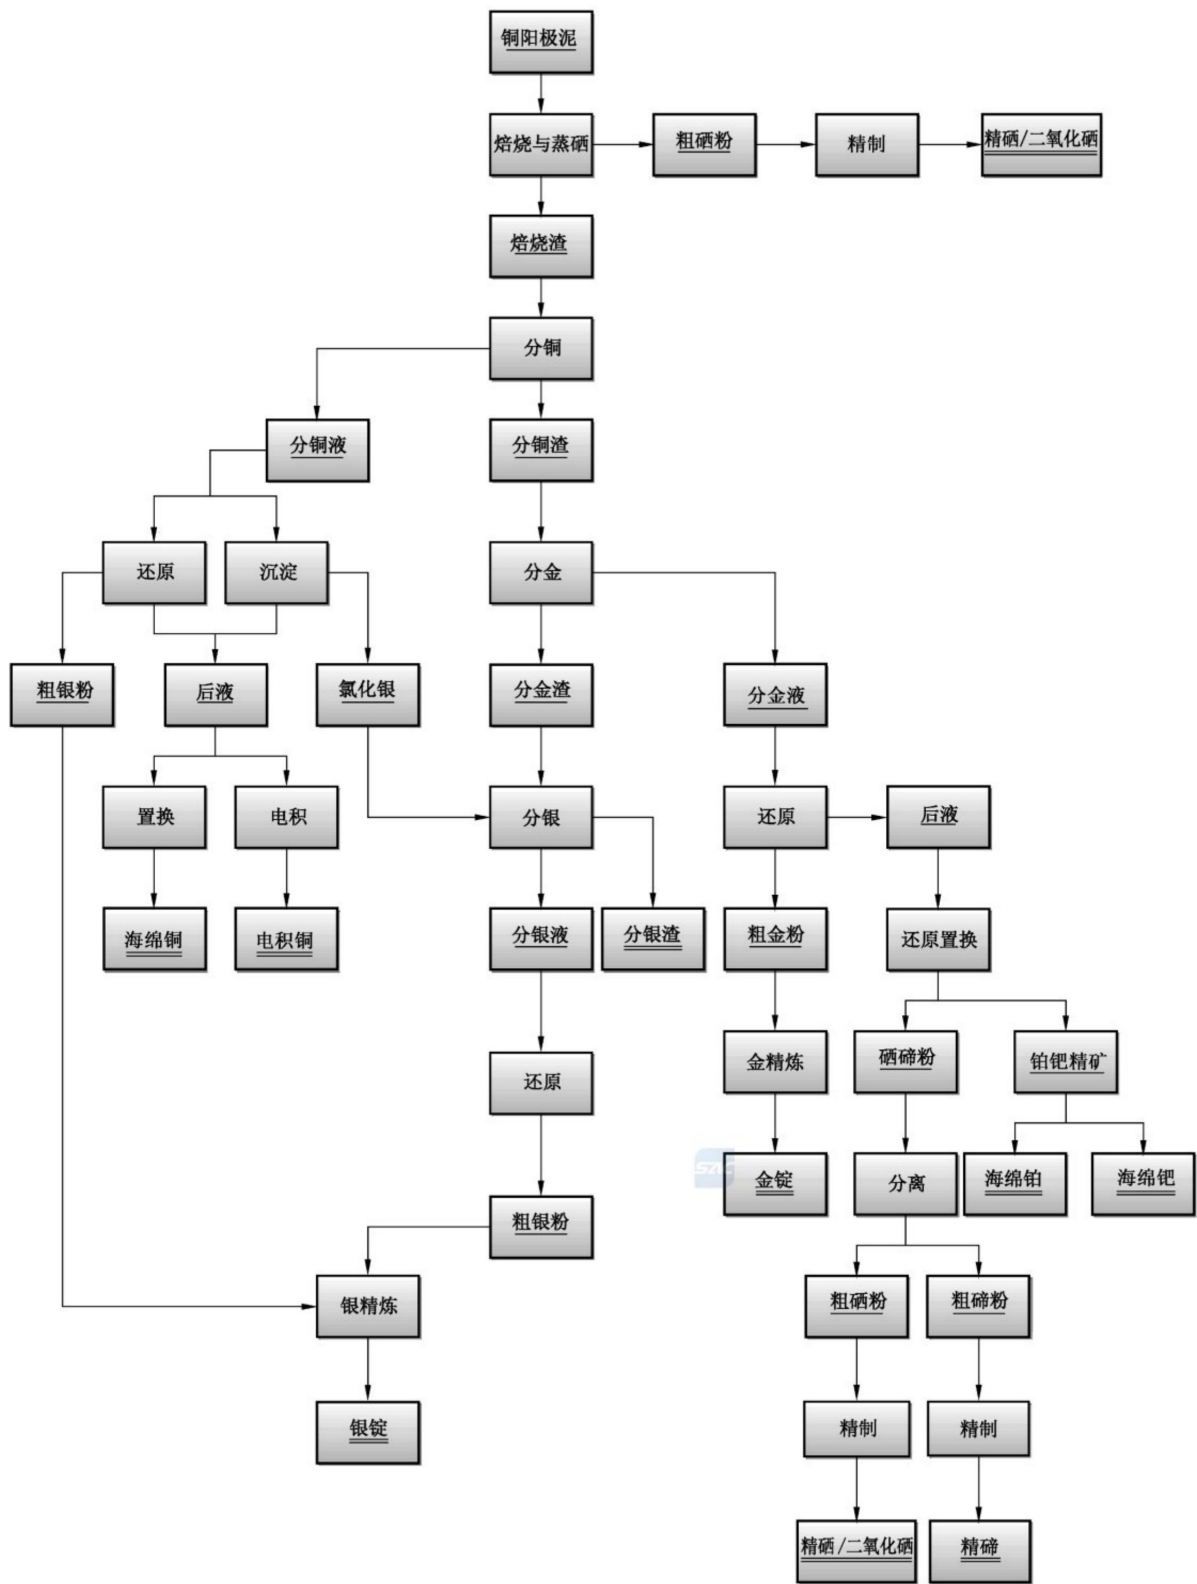 铜阳极泥
焙烧与蒸硒
粗硒粉
精制
精硒/二氧化硒
焙烧渣
分铜
分铜液
分铜渣
还原
沉淀
分金
粗银粉
后液
氯化银
分金渣
分金液
置换
电积
分银
还原
后液
海绵铜
电积铜
分银液
分银渣
粗金粉
还原置换
还原
金精炼
硒碲粉
铂钯精矿
SZIC
金锭
分离
海绵铂
海绵钯
粗银粉
银精炼
粗硒粉
粗碲粉
银锭
精制
精制
精硒/二氧化硒
精碲